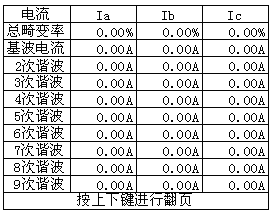 电流 Ia Ib Ic
总畸变率 0.00% 0.00% 0.00%
基波电流 0.00A 0.00A 0.00A
2次谐波 0.00A 0.00A 0.00A
3次谐波 0.00A 0.00A 0.00A
4次谐波 0.00A 0.00A 0.00A
5次谐波 0.00A 0.00A 0.00A
6次谐波 0.00A 0.00A 0.00A
7次谐波 0.00A 0.00A 0.00A
8次谐波 0.00A 0.00A 0.00A
9次谐波 0.00A 0.00A 0.00A
按上下键进行翻页